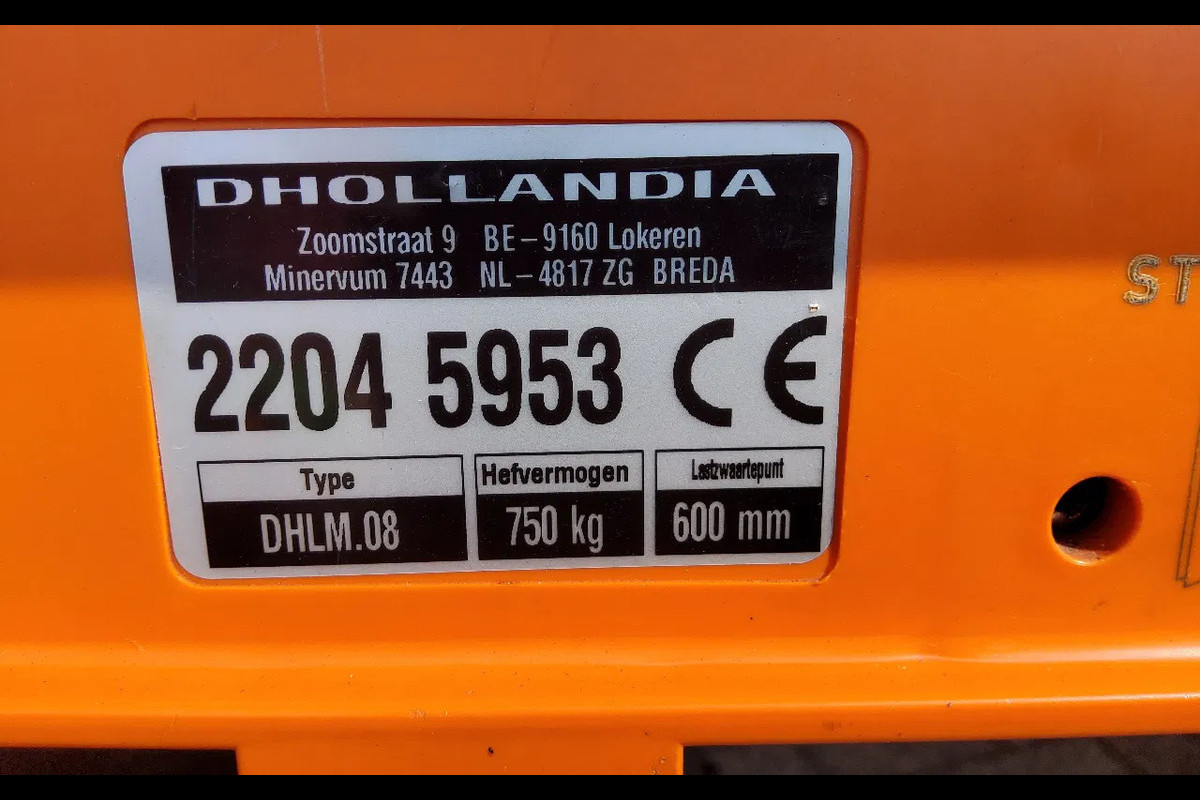 DHOLLANDIA
Zoomstraat 9 BE-9160 Lokeren
Minervum 7443 NL-4817 ZG BREDA
2204 5953 CE
Type Hefvermogen Lastzwaartepunt
DHLM.08 750 kg 600 mm
ST